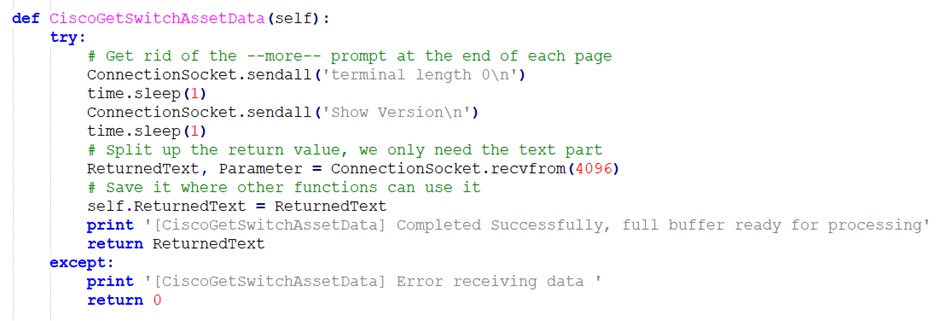 def CiscoGetSwitchAssetData(self):
try:
# Get rid of the --more-- prompt at the end of each page
ConnectionSocket.sendall('terminal length 0\n')
time.sleep(1)
ConnectionSocket.sendall('Show Version\n')
time.sleep(1)
# Split up the return value, we only need the text part
ReturnedText, Parameter = ConnectionSocket.recvfrom(4096)
# Save it where other functions can use it
self.ReturnedText = ReturnedText
print '[CiscoGetSwitchAssetData] Completed Successfully, full buffer ready for processing'
return ReturnedText
except:
print '[CiscoGetSwitchAssetData] Error receiving data '
return 0